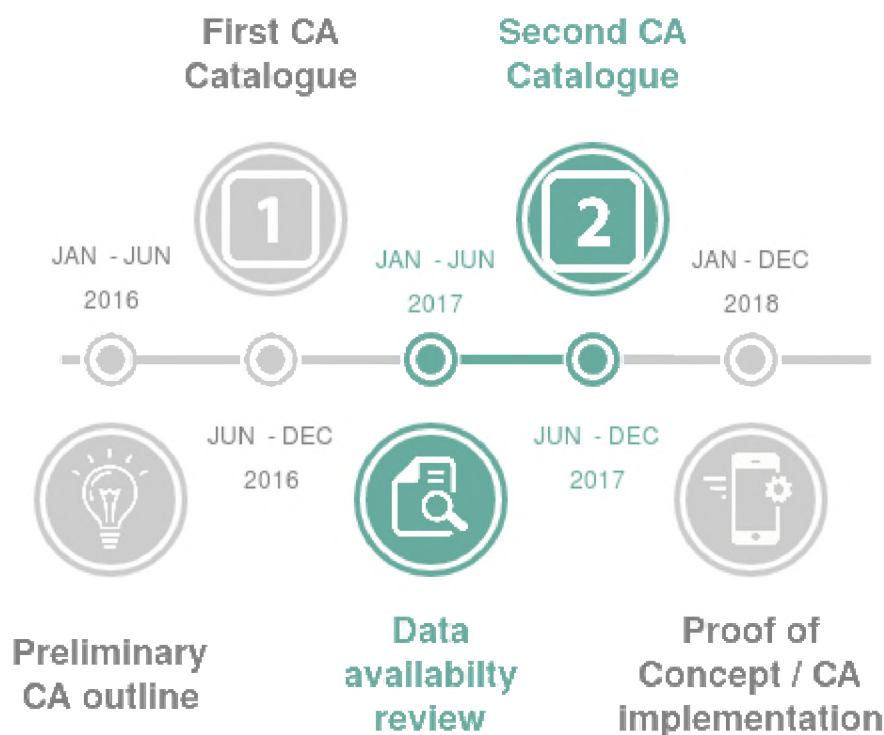 First CA
Catalogue
Second CA
Catalogue
1
2
JAN - JUN
2016
JAN - JUN
2017
JAN - DEC
2018
JUN - DEC
2016
JUN - DEC
2017
Preliminary
CA outline
Data
availabilty
review
Proof of
Concept / CA
implementation